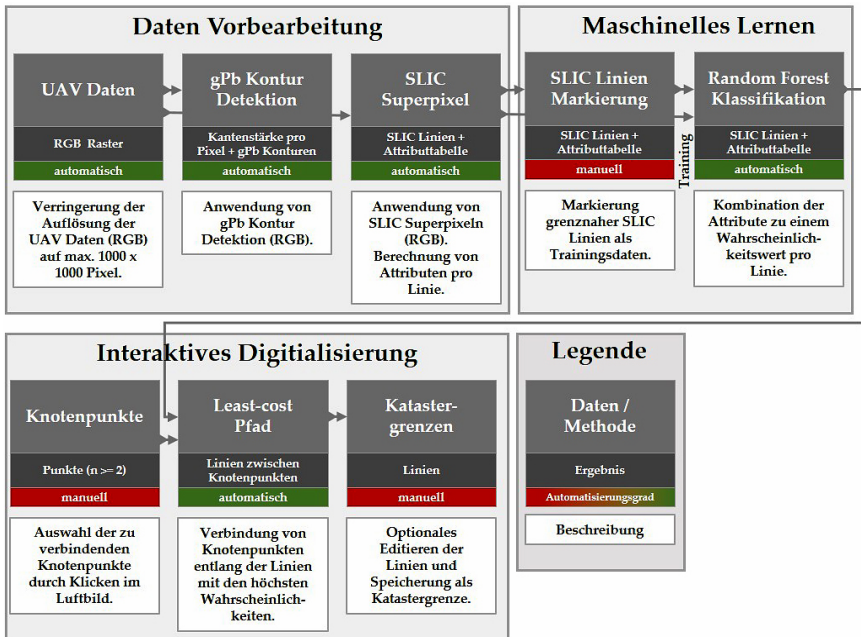 Daten Vorbearbeitung
UAV Daten
RGB Raster
automatisch
Verringerung der
Auflösung der
UAV Daten (RGB)
auf max. 1000 x
1000 Pixel.
gPb Kontur
Detektion
Kantenstärke pro
Pixel + gPb Konturen
automatisch
Anwendung von
gPb Kontur
Detektion (RGB).
SLIC
Superpixel
SLIC Linien +
Attributtabelle
automatisch
Anwendung von
SLIC Superpixeln
(RGB).
Berechnung von
Attributen pro
Linie.
Maschinelles Lernen
SLIC Linien
Markierung
SLIC Linien +
Attributtabelle
manuell
Markierung
grenznaher SLIC
Linien als
Trainingsdaten.
Training
Random Forest
Klassifikation
SLIC Linien +
Attributtabelle
automatisch
Kombination der
Attribute zu einem
Wahrscheinlich-
keitswert pro
Linie.
Interaktives Digitialisierung
Knotenpunkte
Punkte (n >= 2)
manuell
Auswahl der zu
verbindenden
Knotenpunkte
durch Klicken im
Luftbild.
Least-cost
Pfad
Linien zwischen
Knotenpunkten
automatisch
Verbindung von
Knotenpunkten
entlang der Linien
mit den höchsten
Wahrscheinlich-
keiten.
Kataster-
grenzen
Linien
manuell
Optionales
Editieren der
Linien und
Speicherung als
Katastergrenze.
Legende
Daten /
Methode
Ergebnis
Automatisierungsgrad
Beschreibung